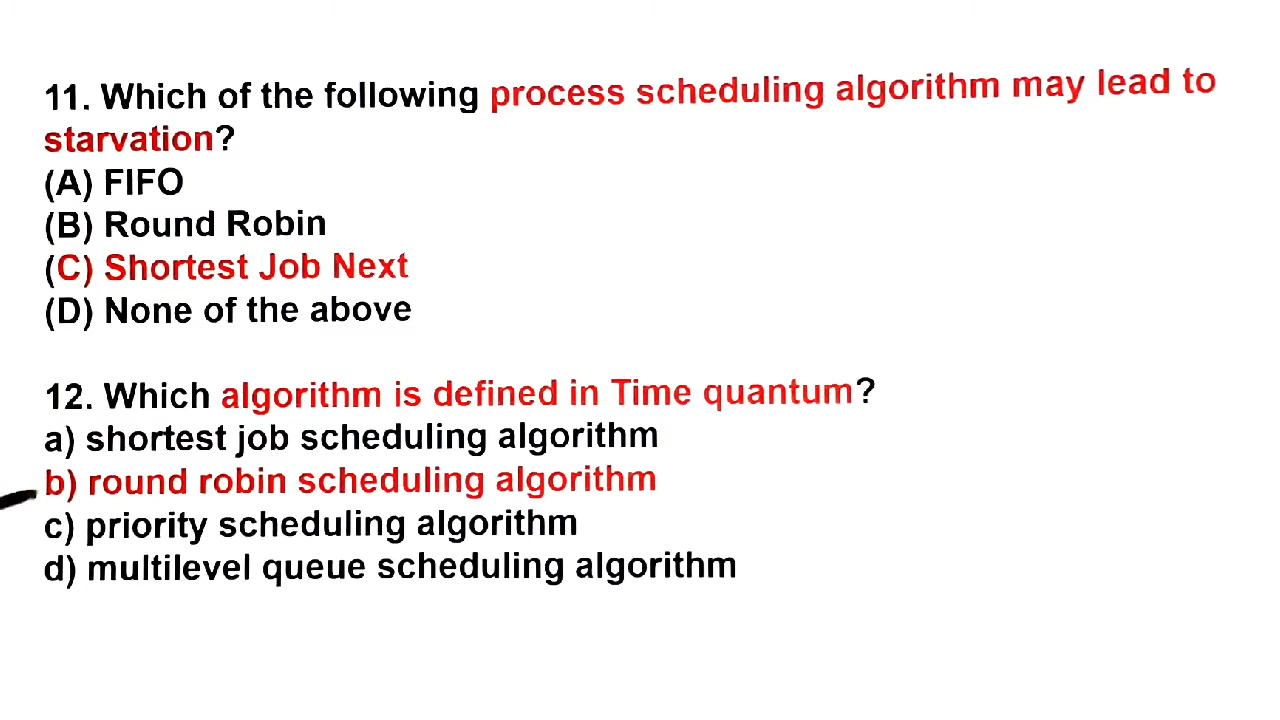 11. Which of the following process scheduling algorithm may lead to
starvation?
(A) FIFO
(B) Round Robin
(C) Shortest Job Next
(D) None of the above
12. Which algorithm is defined in Time quantum?
a) shortest job scheduling algorithm
b) round robin scheduling algorithm
c) priority scheduling algorithm
d) multilevel queue scheduling algorithm